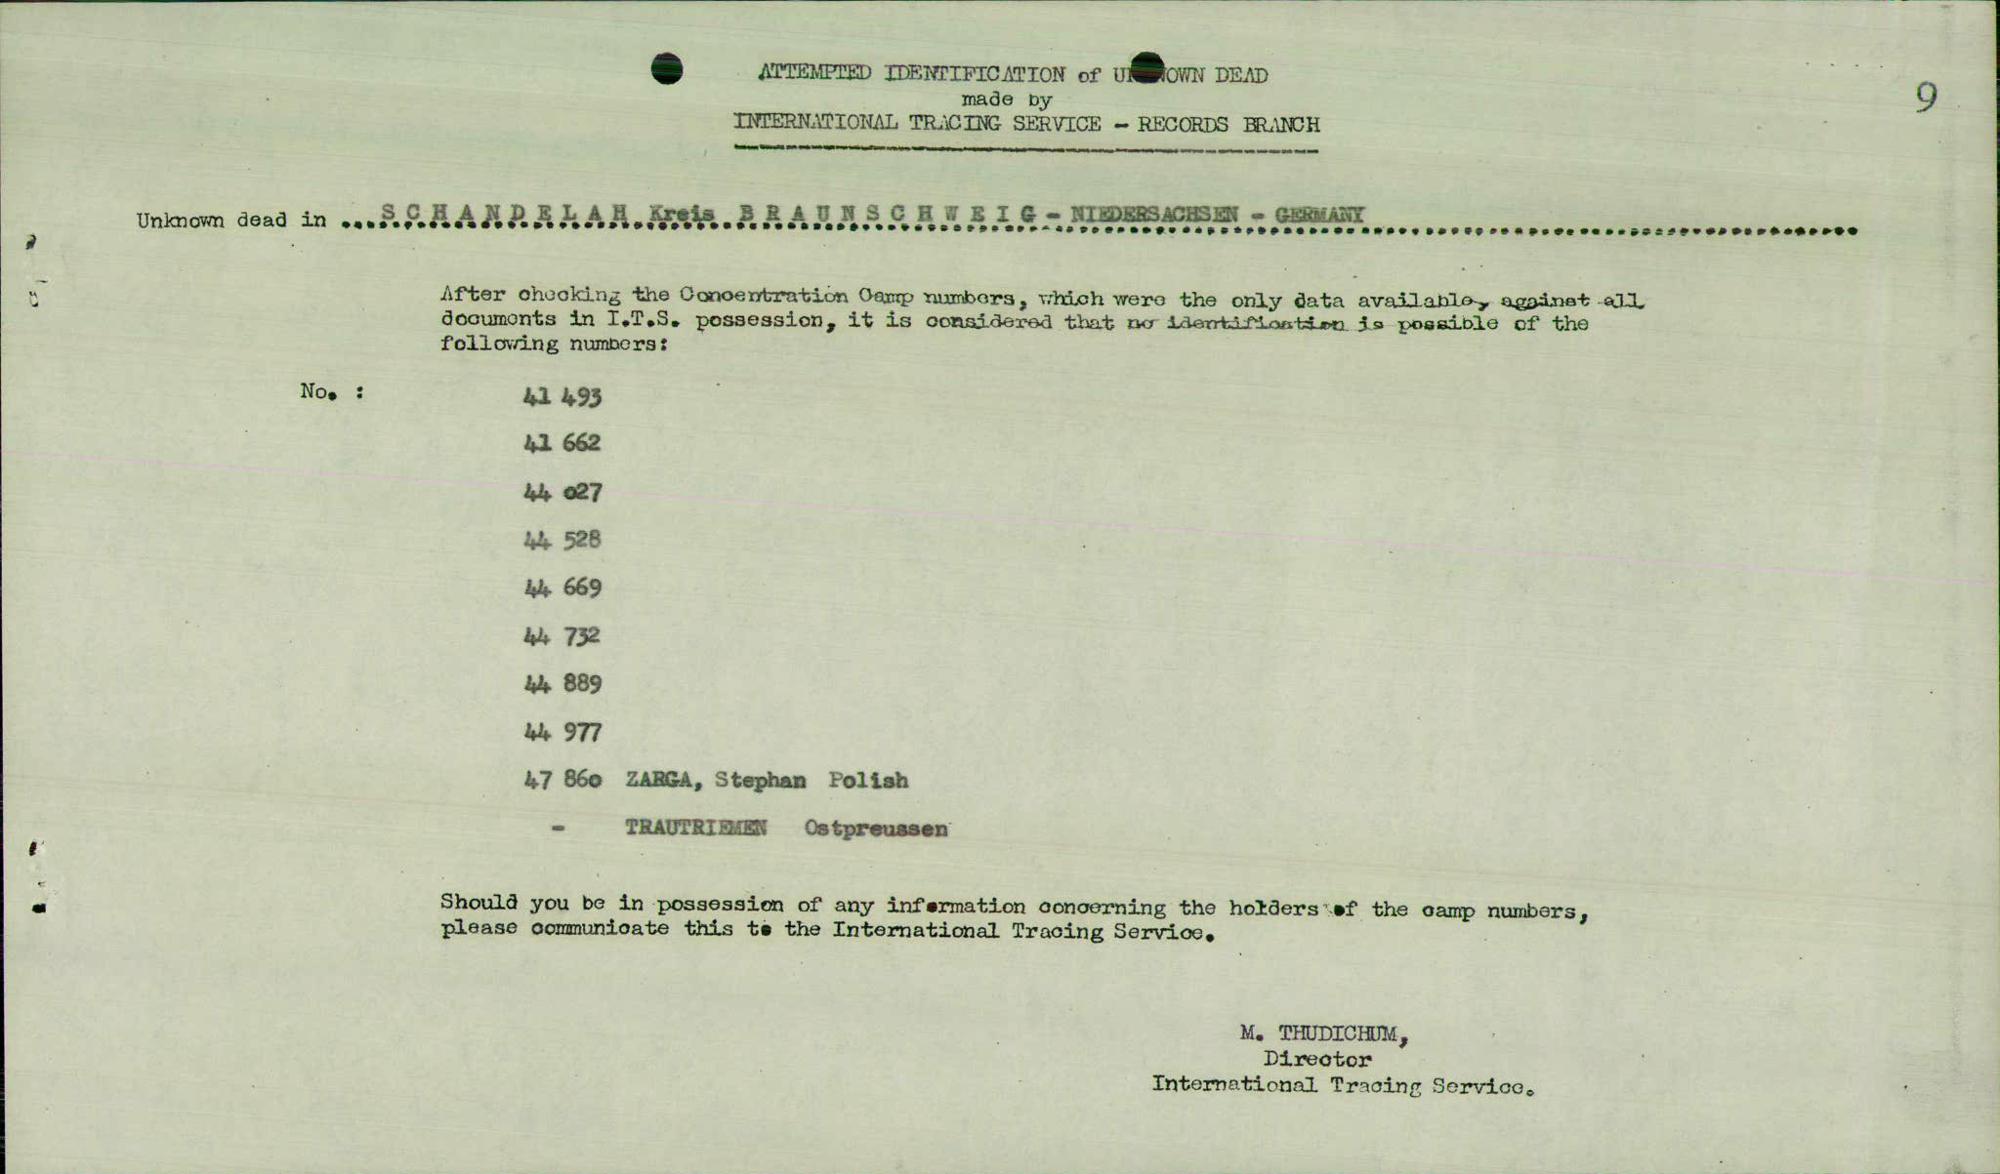 ATTEMPTED IDENTIFICATION of UNKNOWN DEAD
9
made by
INTERNATIONAL TRACING SERVICE - RECORDS BRANCH
Unknown dead in ... S C H A N D E L A H Kreis B R A U N S C H W E I G - NIEDERSACHSEN - GERMANY
After checking the Concentration Camp numbers, which were the only data available, against all
documents in I.T.S. possession, it is considered that no identification is possible of the
following numbers:
No. : 41 493
41 662
44 o27
44 528
44 669
44 732
44 889
44 977
47 86o ZARGA, Stephan Polish
- TRAUTRIEMEN Ostpreussen
Should you be in possession of any information concerning the holders of the camp numbers,
please communicate this to the International Tracing Service.
M. THUDICHUM,
Director
International Tracing Service.